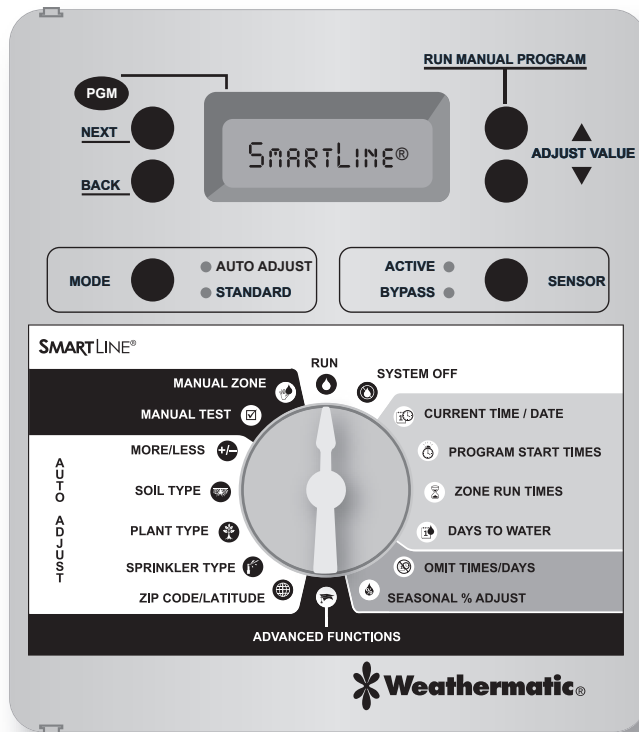 RUN MANUAL PROGRAM
PGM
NEXT
BACK
SMARTLINE®
ADJUST VALUE
MODE
AUTO ADJUST
STANDARD
ACTIVE
BYPASS
SENSOR
SMARTLINE®
RUN
SYSTEM OFF
MANUAL ZONE
MANUAL TEST
CURRENT TIME / DATE
PROGRAM START TIMES
ZONE RUN TIMES
DAYS TO WATER
OMIT TIMES/DAYS
SEASONAL % ADJUST
AUTO ADJUST
MORE/LESS
+/–
SOIL TYPE
PLANT TYPE
SPRINKLER TYPE
ZIP CODE/LATITUDE
ADVANCED FUNCTIONS
Weathermatic®